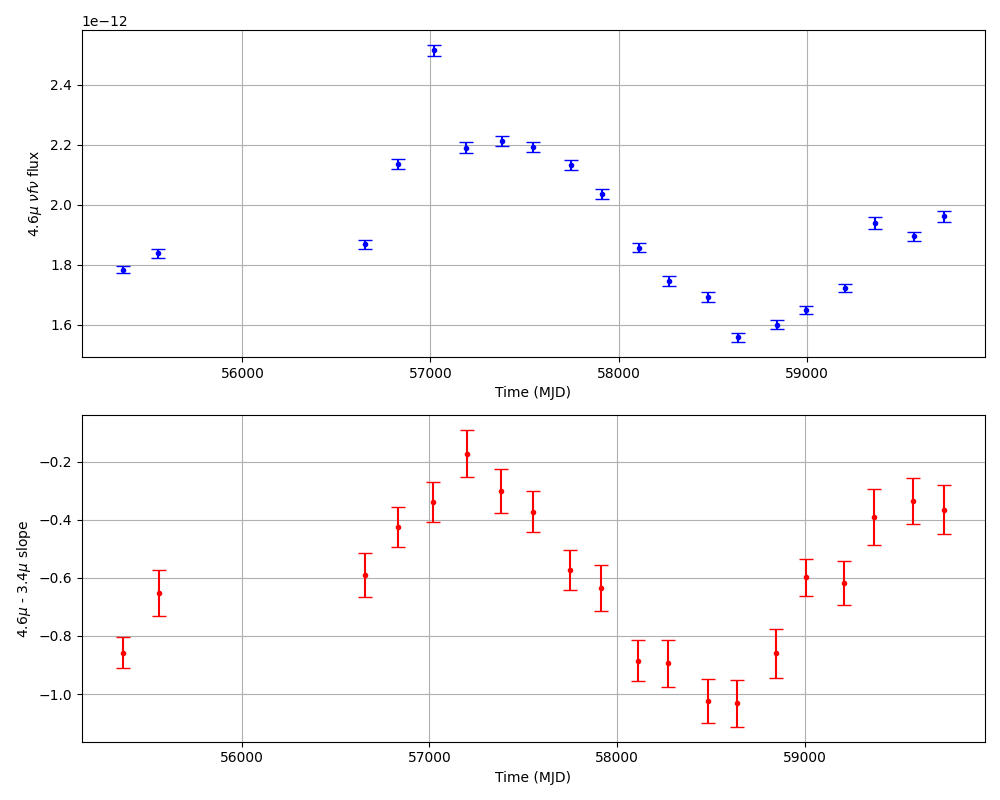 1e−12
2.4
2.2
2.0
1.8
1.6
4.6μ νfν flux
56000 57000 58000 59000
Time (MJD)
−0.2
−0.4
−0.6
−0.8
−1.0
4.6μ - 3.4μ slope
56000 57000 58000 59000
Time (MJD)